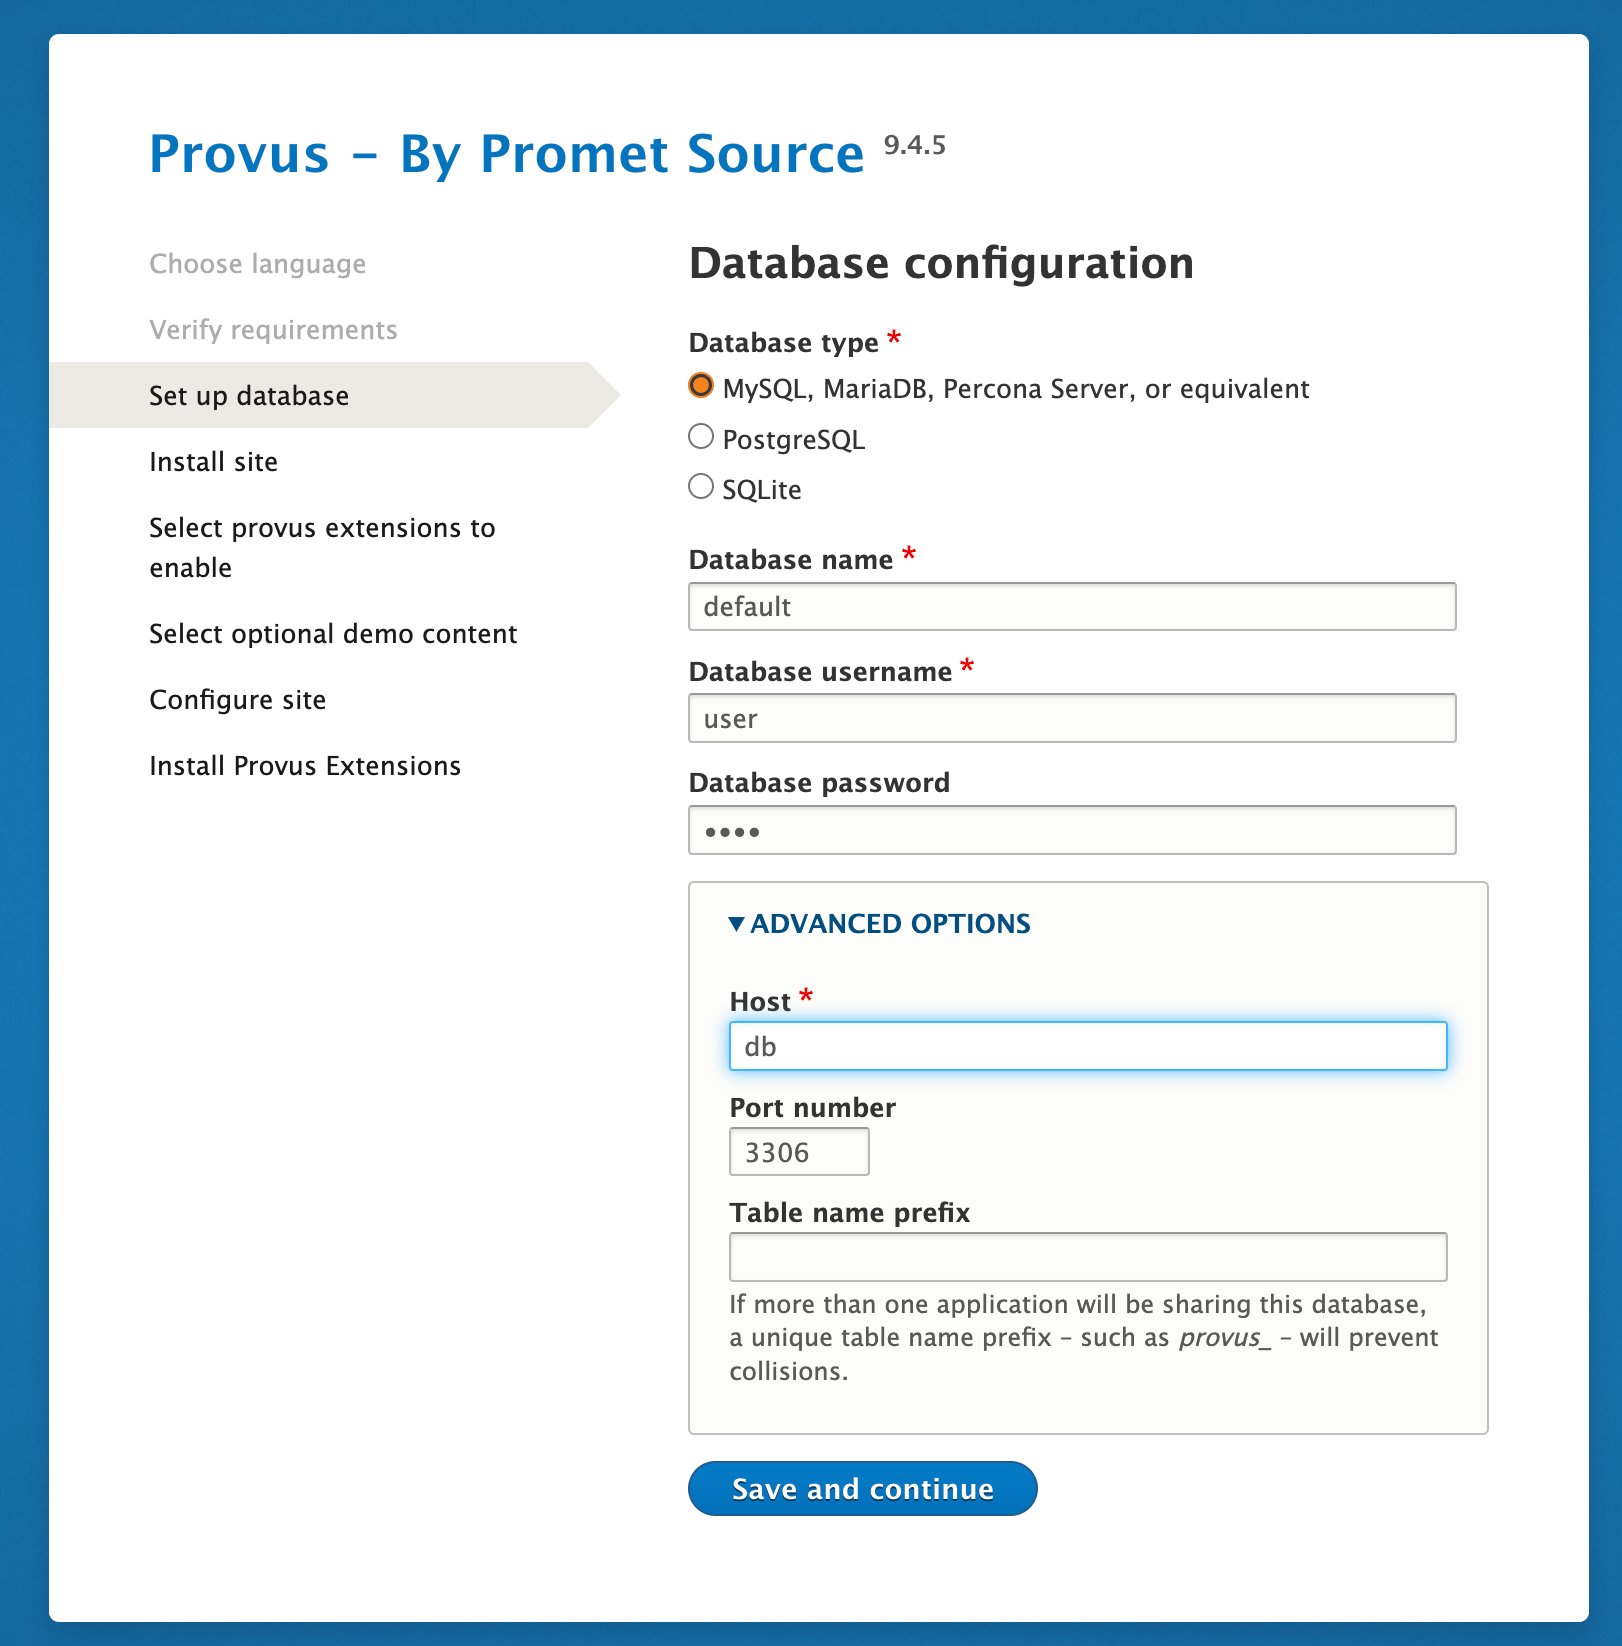 Provus – By Promet Source 9.4.5
Choose language
Verify requirements
Set up database
Install site
Select provus extensions to
enable
Select optional demo content
Configure site
Install Provus Extensions
Database configuration
Database type *
MySQL, MariaDB, Percona Server, or equivalent
PostgreSQL
SQLite
Database name *
default
Database username *
user
Database password
••••
▼ADVANCED OPTIONS
Host *
db
Port number
3306
Table name prefix
If more than one application will be sharing this database,
a unique table name prefix – such as provus_ – will prevent
collisions.
Save and continue